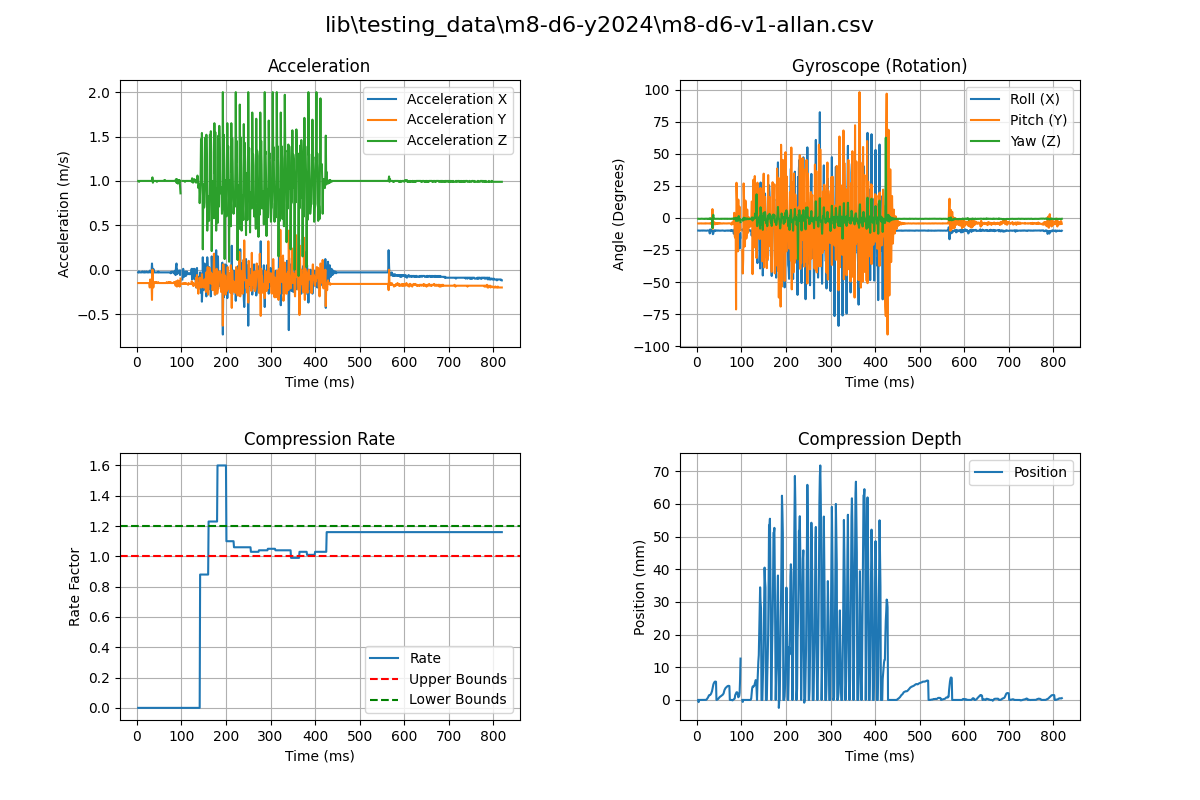 lib\testing_data\m8-d6-y2024\m8-d6-v1-allan.csv
Acceleration
Acceleration (m/s)
2.0
1.5
1.0
0.5
0.0
−0.5
Acceleration X
Acceleration Y
Acceleration Z
0 100 200 300 400 500 600 700 800
Time (ms)
Gyroscope (Rotation)
Angle (Degrees)
100
75
50
25
0
−25
−50
−75
−100
Roll (X)
Pitch (Y)
Yaw (Z)
0 100 200 300 400 500 600 700 800
Time (ms)
Compression Rate
Rate Factor
1.6
1.4
1.2
1.0
0.8
0.6
0.4
0.2
0.0
Rate
Upper Bounds
Lower Bounds
0 100 200 300 400 500 600 700 800
Time (ms)
Compression Depth
Position (mm)
70
60
50
40
30
20
10
0
Position
0 100 200 300 400 500 600 700 800
Time (ms)